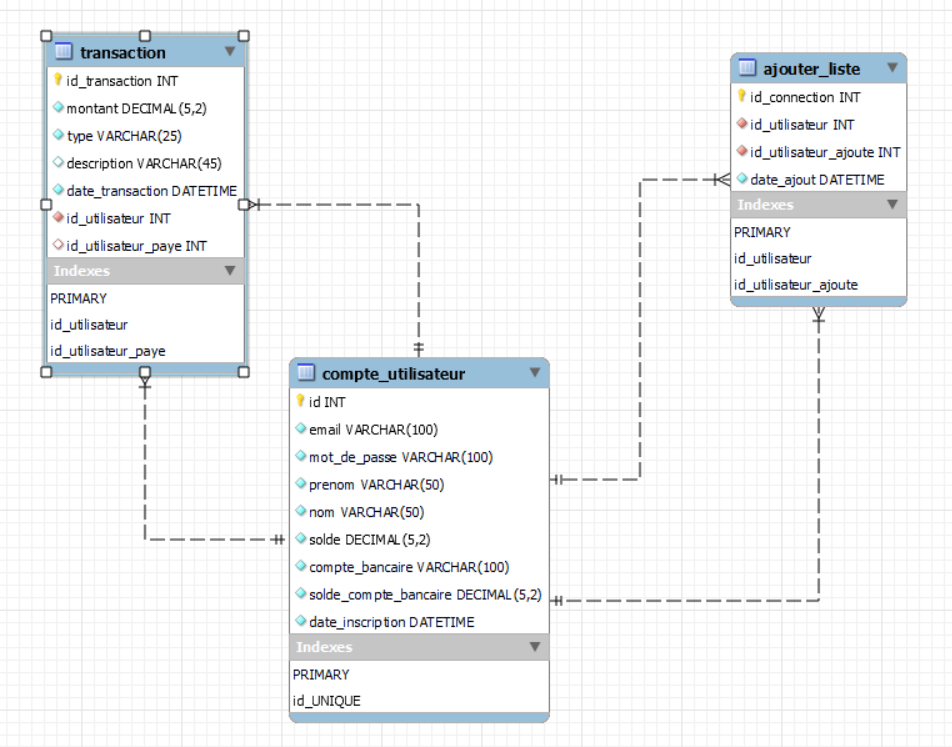 transaction
id_transaction INT
montant DECIMAL(5,2)
type VARCHAR(25)
description VARCHAR(45)
date_transaction DATETIME
id_utilisateur INT
id_utilisateur_paye INT
Indexes
PRIMARY
id_utilisateur
id_utilisateur_paye
compte_utilisateur
id INT
email VARCHAR(100)
mot_de_passe VARCHAR(100)
prenom VARCHAR(50)
nom VARCHAR(50)
solde DECIMAL(5,2)
compte_bancaire VARCHAR(100)
solde_compte_bancaire DECIMAL(5,2)
date_inscription DATETIME
Indexes
PRIMARY
id_UNIQUE
ajouter_liste
id_connection INT
id_utilisateur INT
id_utilisateur_ajoute INT
date_ajout DATETIME
Indexes
PRIMARY
id_utilisateur
id_utilisateur_ajoute